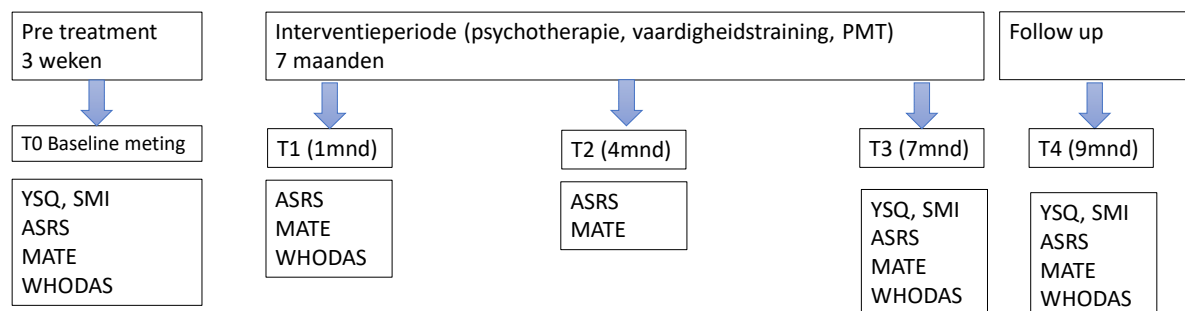 Pre treatment
3 weken
Interventieperiode (psychotherapie, vaardigheidstraining, PMT)
7 maanden
Follow up
T0 Baseline meting
T1 (1mnd)
T2 (4mnd)
T3 (7mnd)
T4 (9mnd)
YSQ, SMI
ASRS
MATE
WHODAS
ASRS
MATE
WHODAS
ASRS
MATE
YSQ, SMI
ASRS
MATE
WHODAS
YSQ, SMI
ASRS
MATE
WHODAS